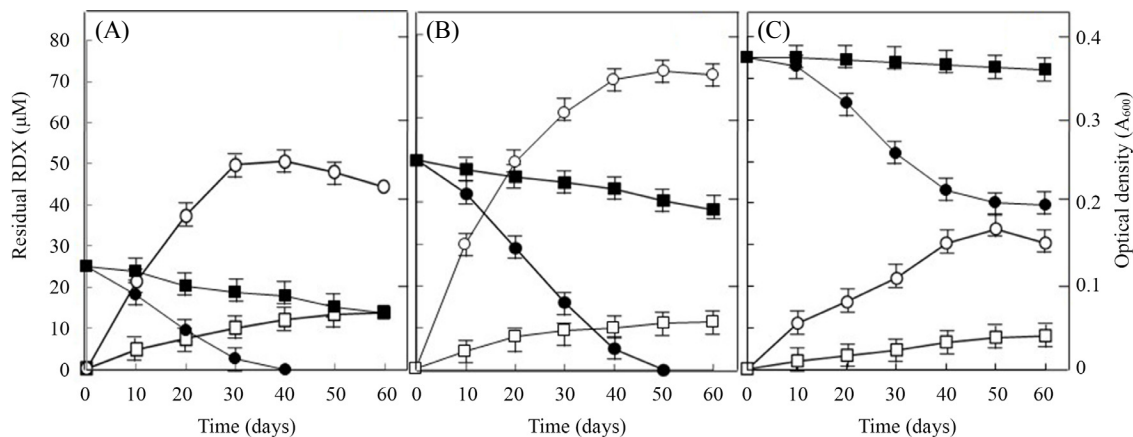 (A)
(B)
(C)
Residual RDX (μM)
80
70
60
50
40
30
20
10
0
0 10 20 30 40 50 60
Time (days)
0 10 20 30 40 50 60
Time (days)
0 10 20 30 40 50 60
Time (days)
0.4
0.3
0.2
0.1
0
Optical density (A₆₀₀)